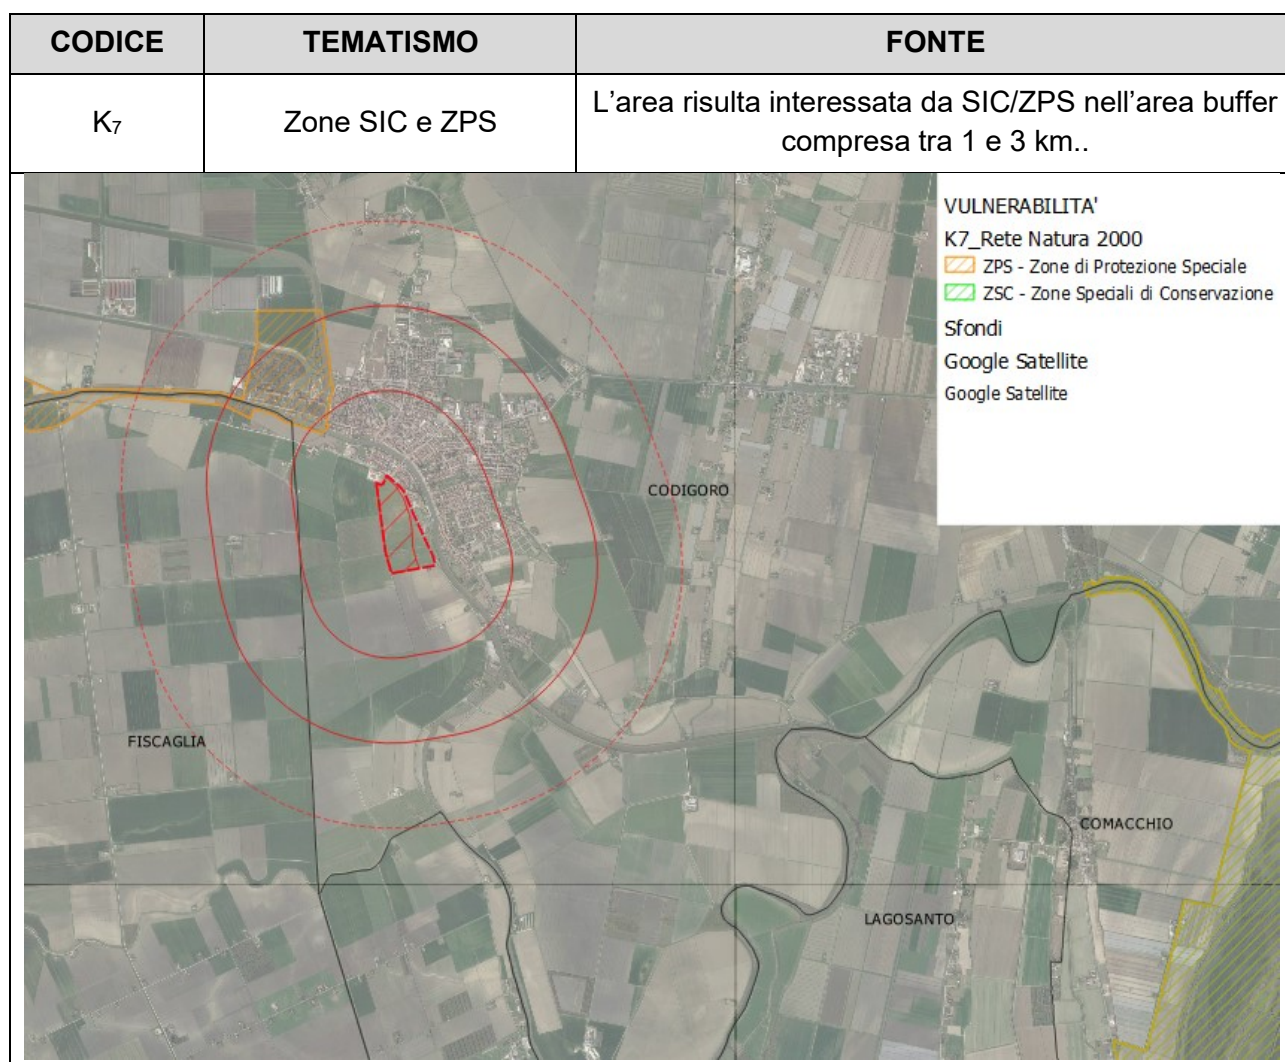 CODICE TEMATISMO FONTE
K7 Zone SIC e ZPS L’area risulta interessata da SIC/ZPS nell’area buffer
compresa tra 1 e 3 km..
VULNERABILITA'
K7_Rete Natura 2000
ZPS - Zone di Protezione Speciale
ZSC - Zone Speciali di Conservazione
Sfondi
Google Satellite
Google Satellite
CODIGORO
FISCAGLIA
COMACCHIO
LAGOSANTO